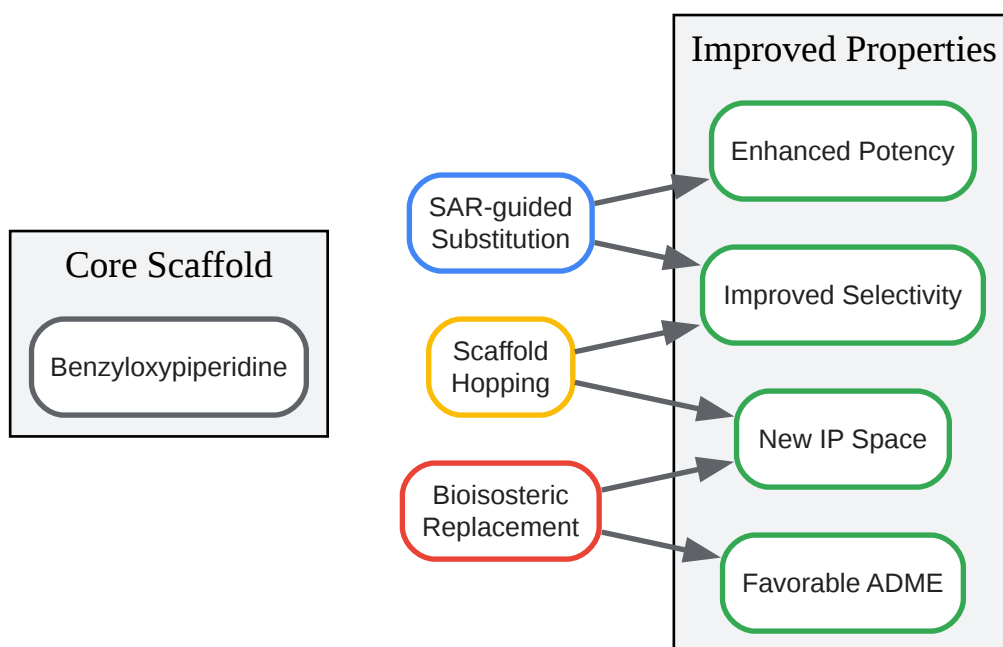 Core Scaffold
Benzyloxypiperidine
SAR-guided
Substitution
Scaffold
Hopping
Bioisosteric
Replacement
Improved Properties
Enhanced Potency
Improved Selectivity
New IP Space
Favorable ADME